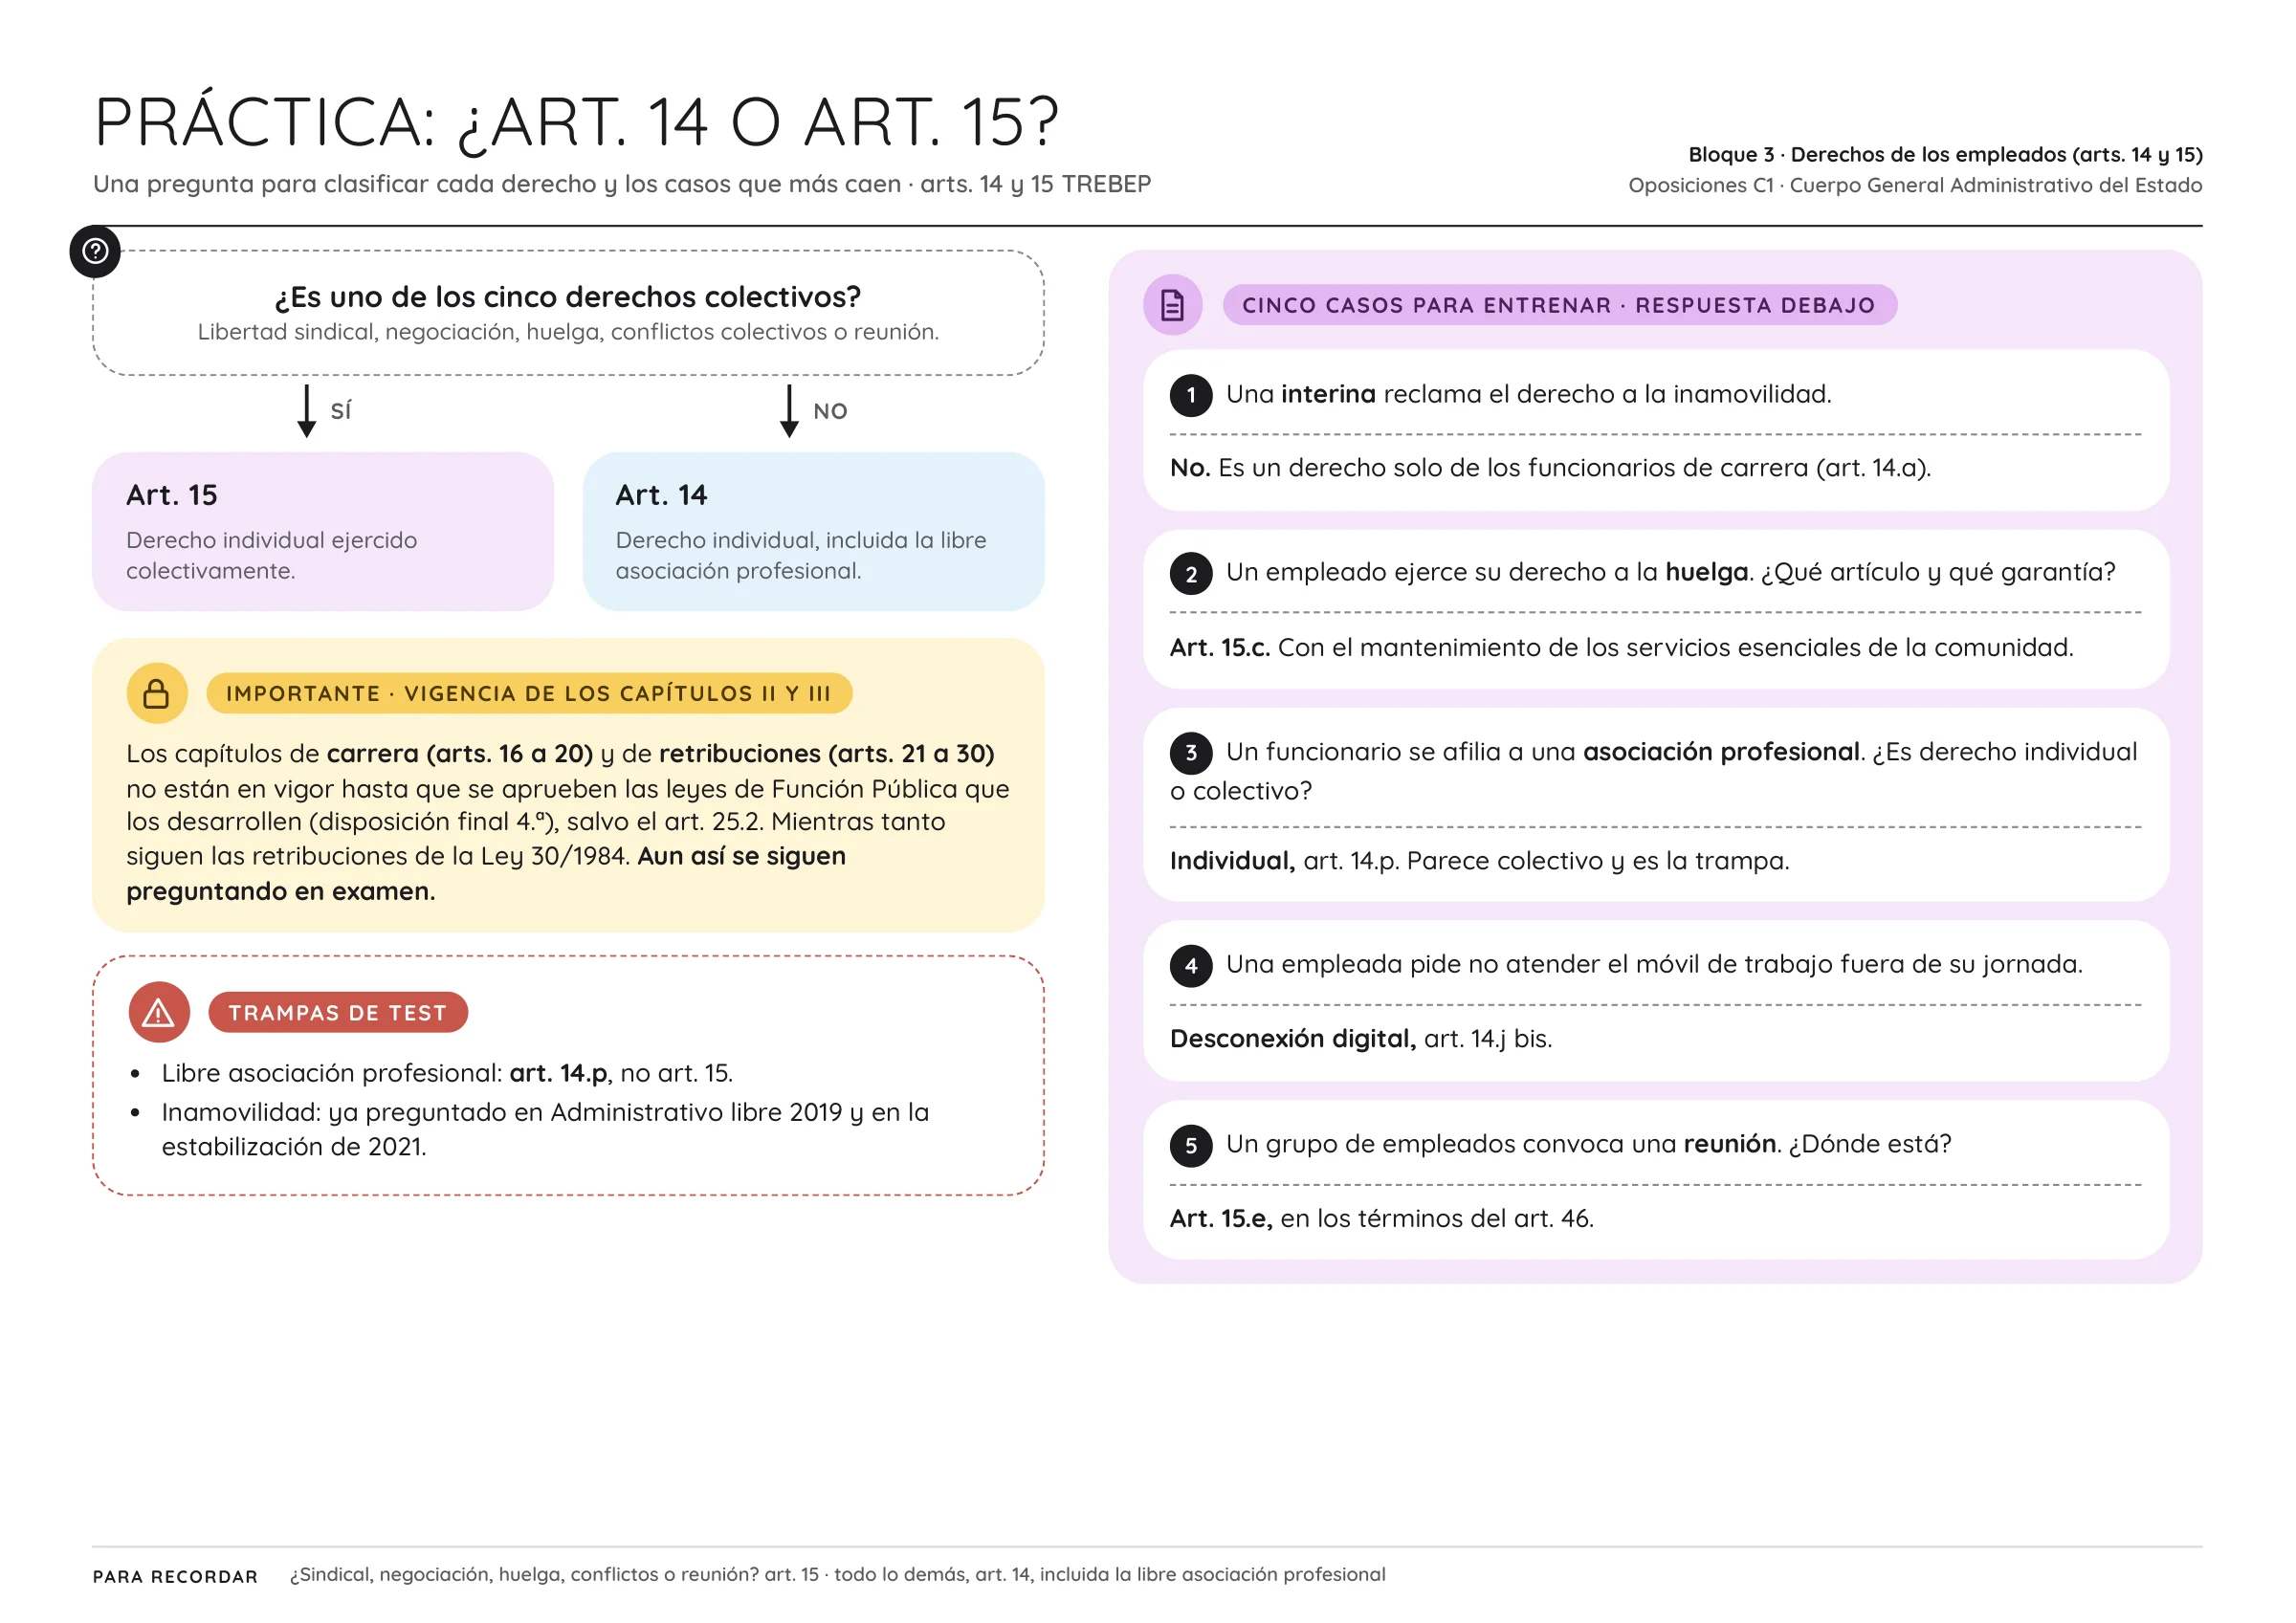 PRÁCTICA: ¿ART. 14 O ART. 15?
Una pregunta para clasificar cada derecho y los casos que más caen · arts. 14 y 15 TREBEP
Bloque 3 · Derechos de los empleados (arts. 14 y 15)
Oposiciones C1 · Cuerpo General Administrativo del Estado
¿Es uno de los cinco derechos colectivos?
Libertad sindical, negociación, huelga, conflictos colectivos o reunión.
SÍ
NO
Art. 15
Derecho individual ejercido
colectivamente.
Art. 14
Derecho individual, incluida la libre
asociación profesional.
IMPORTANTE · VIGENCIA DE LOS CAPÍTULOS II Y III
Los capítulos de carrera (arts. 16 a 20) y de retribuciones (arts. 21 a 30)
no están en vigor hasta que se aprueben las leyes de Función Pública que
los desarrollen (disposición final 4.ª), salvo el art. 25.2. Mientras tanto
siguen las retribuciones de la Ley 30/1984. Aun así se siguen
preguntando en examen.
TRAMPAS DE TEST
• Libre asociación profesional: art. 14.p, no art. 15.
• Inamovilidad: ya preguntado en Administrativo libre 2019 y en la
estabilización de 2021.
CINCO CASOS PARA ENTRENAR · RESPUESTA DEBAJO
1 Una interina reclama el derecho a la inamovilidad.
No. Es un derecho solo de los funcionarios de carrera (art. 14.a).
2 Un empleado ejerce su derecho a la huelga. ¿Qué artículo y qué garantía?
Art. 15.c. Con el mantenimiento de los servicios esenciales de la comunidad.
3 Un funcionario se afilia a una asociación profesional. ¿Es derecho individual
o colectivo?
Individual, art. 14.p. Parece colectivo y es la trampa.
4 Una empleada pide no atender el móvil de trabajo fuera de su jornada.
Desconexión digital, art. 14.j bis.
5 Un grupo de empleados convoca una reunión. ¿Dónde está?
Art. 15.e, en los términos del art. 46.
PARA RECORDAR ¿Sindical, negociación, huelga, conflictos o reunión? art. 15 · todo lo demás, art. 14, incluida la libre asociación profesional